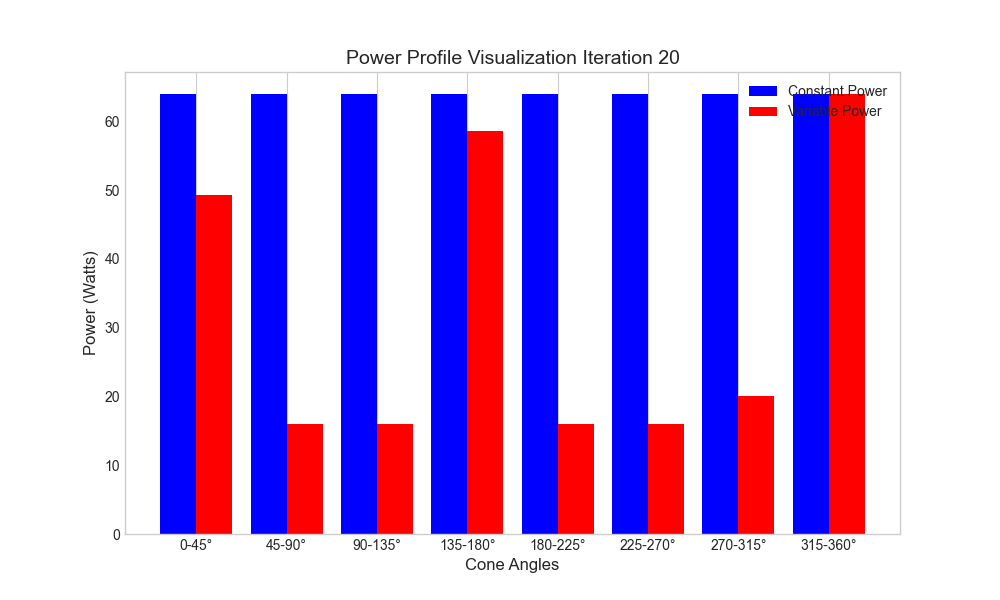 Power Profile Visualization Iteration 20
Constant Power
Variable Power
60
50
40
30
20
10
0
Power (Watts)
0-45° 45-90° 90-135° 135-180° 180-225° 225-270° 270-315° 315-360°
Cone Angles